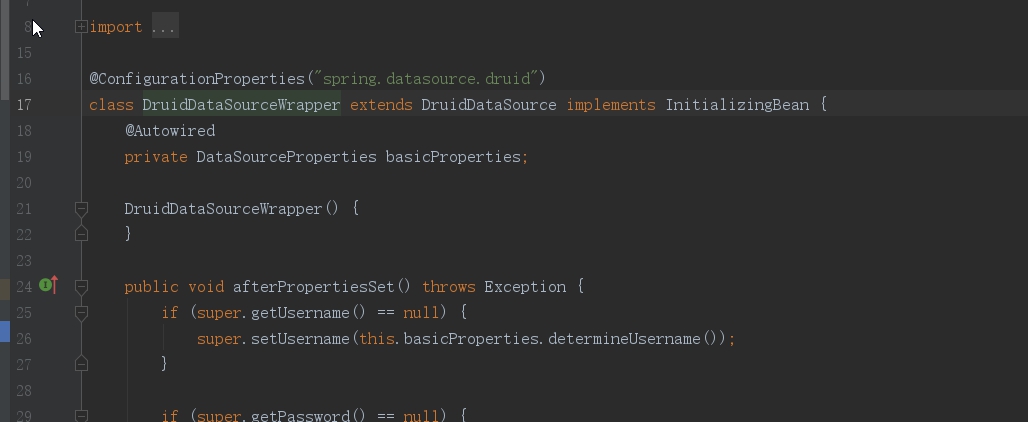 8 import ...
15
16 @ConfigurationProperties("spring.datasource.druid")
17 class DruidDataSourceWrapper extends DruidDataSource implements InitializingBean {
18 @Autowired
19 private DataSourceProperties basicProperties;
20
21 DruidDataSourceWrapper() {
22 }
23
24 public void afterPropertiesSet() throws Exception {
25 if (super.getUsername() == null) {
26 super.setUsername(this.basicProperties.determineUsername());
27 }
28
29 if (super.getPassword() == null) {